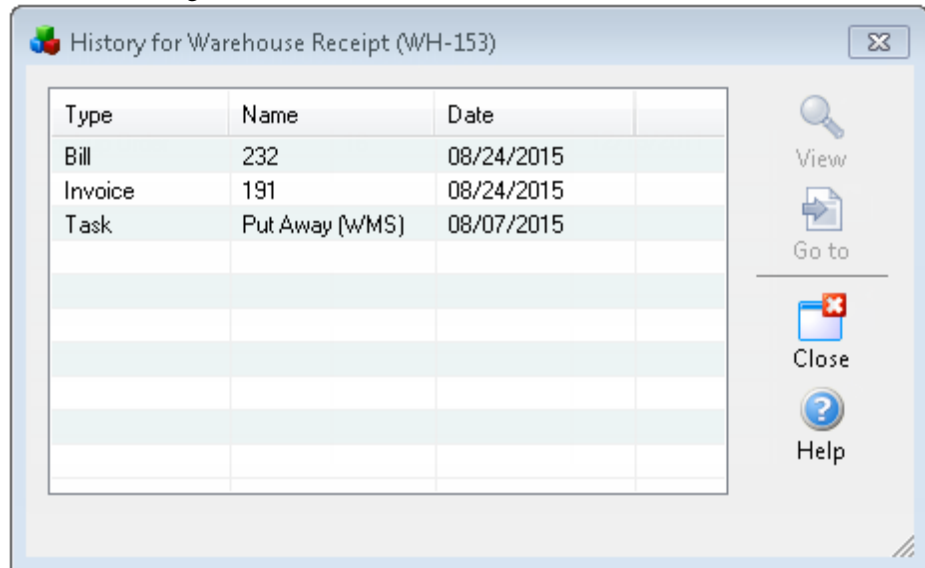 History for Warehouse Receipt (WH-153)
Type Name Date
Bill 232 08/24/2015
Invoice 191 08/24/2015
Task Put Away (WMS) 08/07/2015
View
Go to
Close
Help